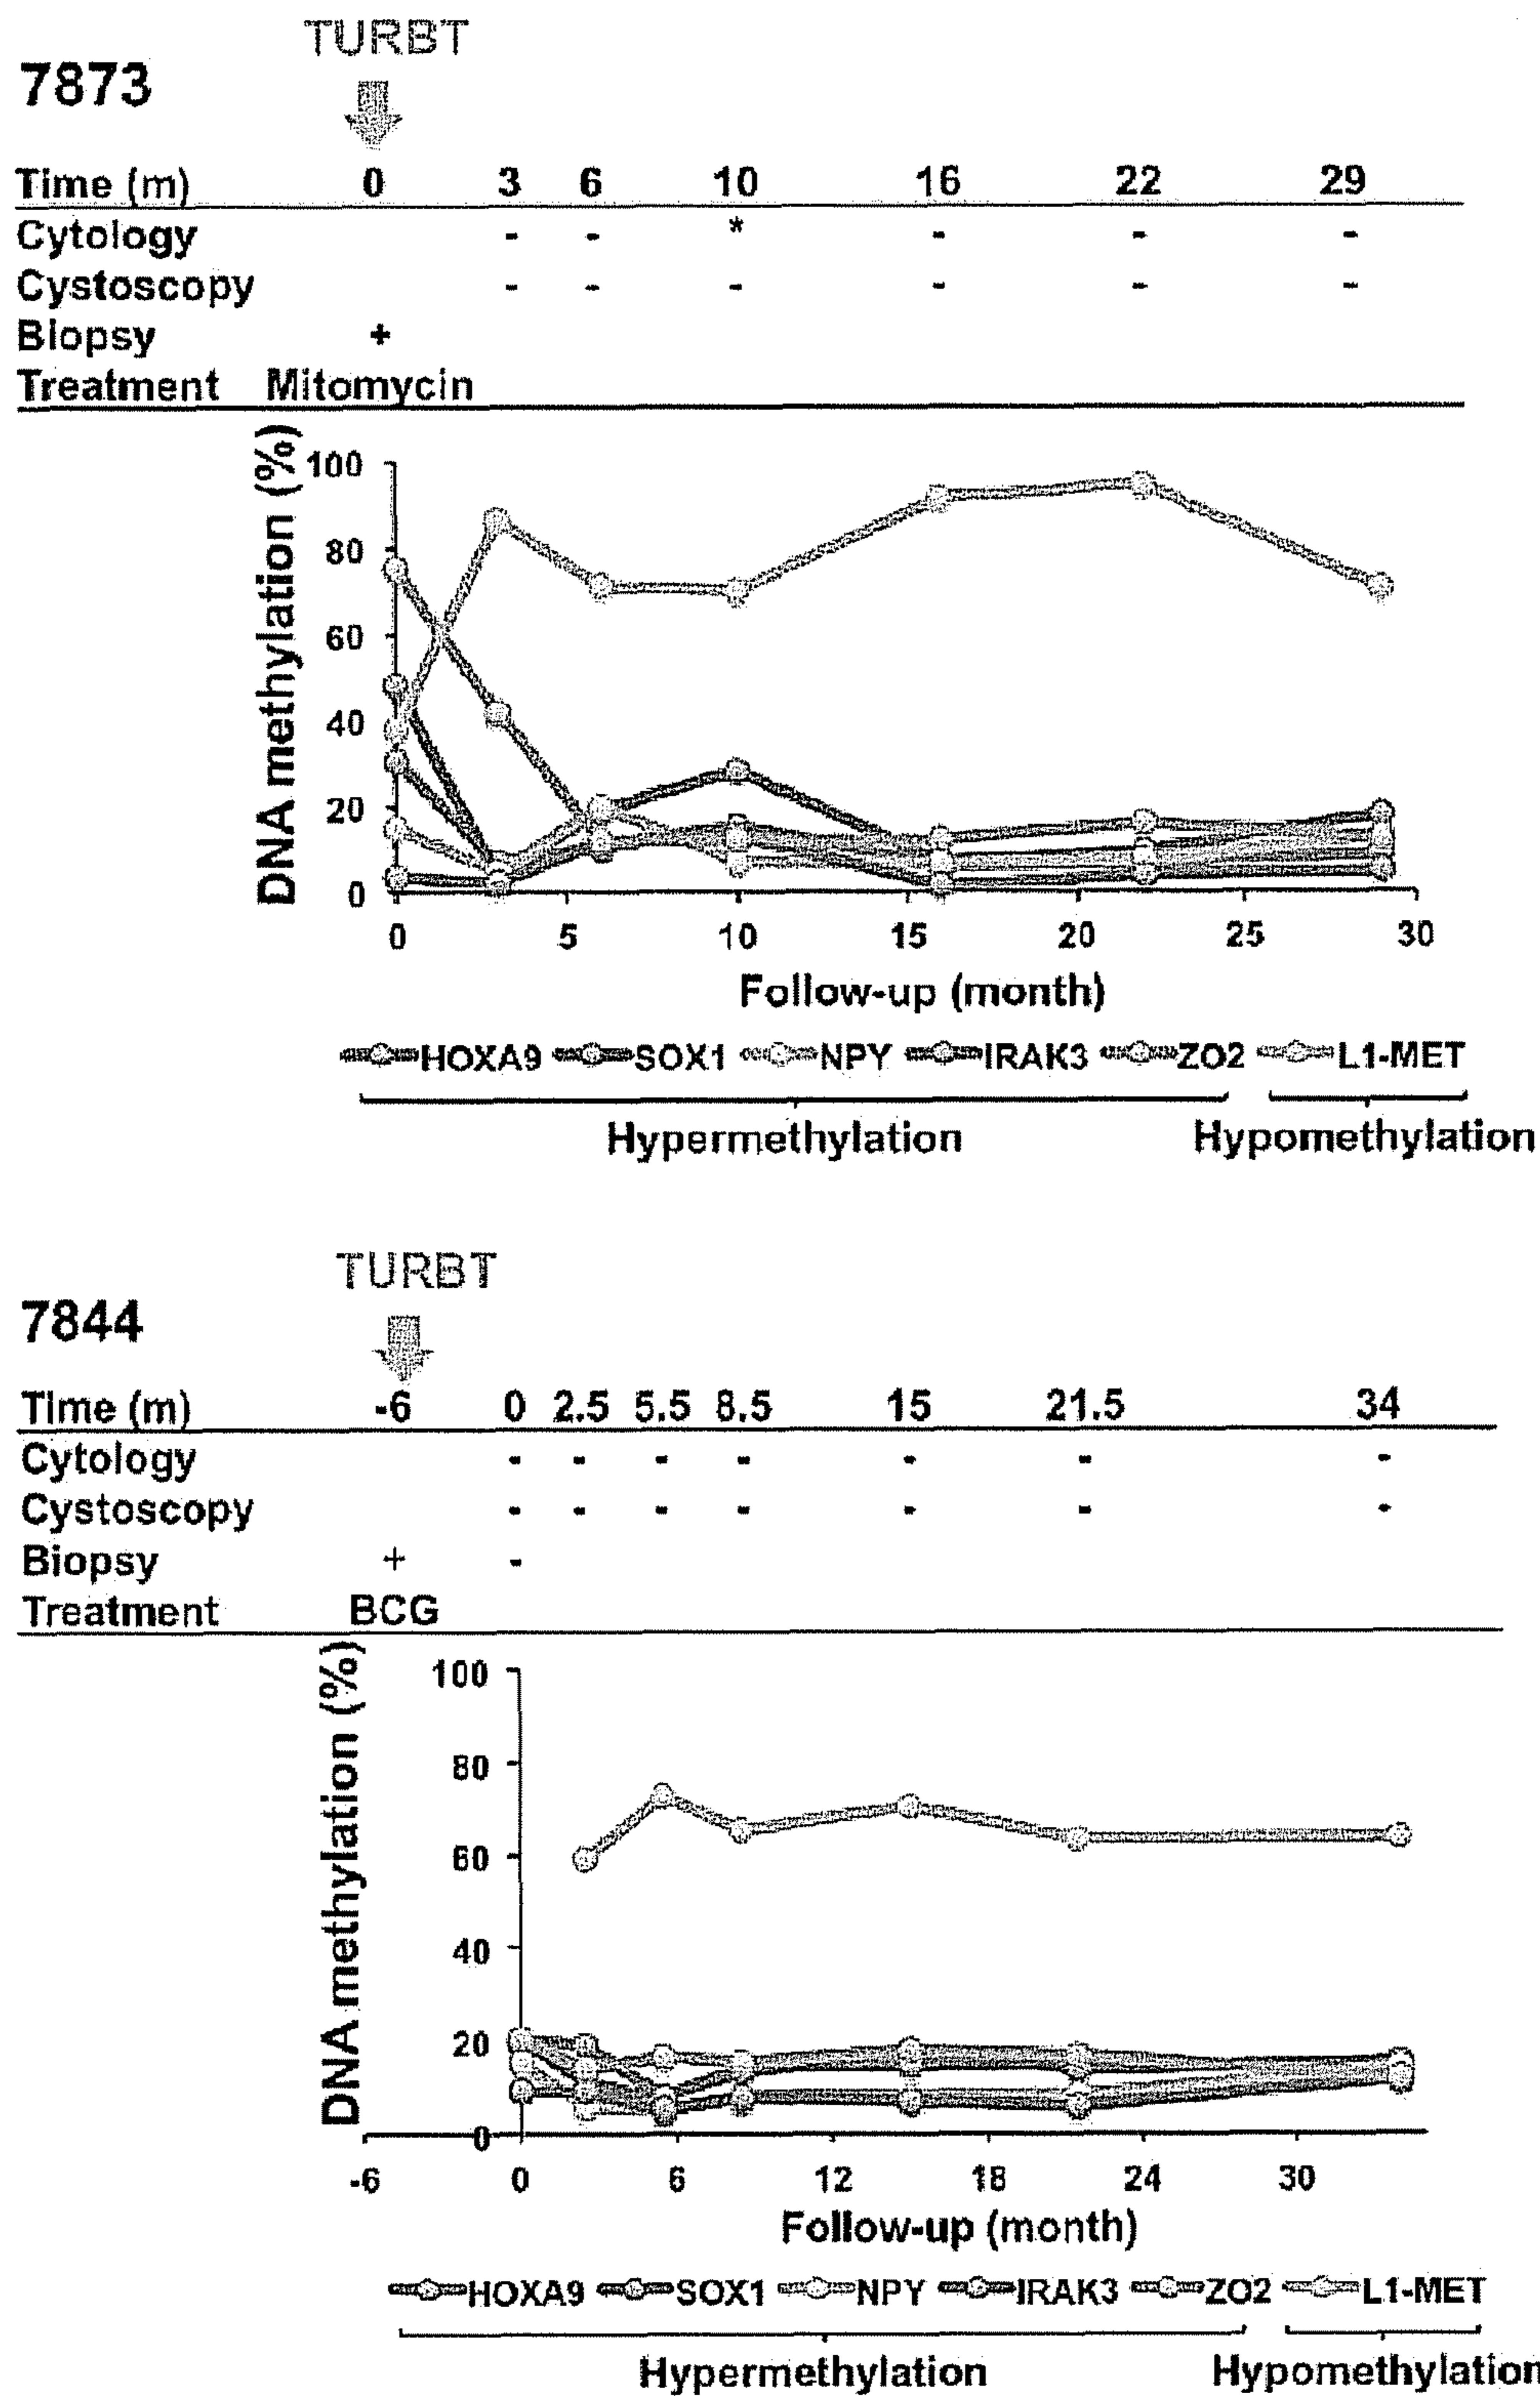 TURBT
7873
Time (m) 0 3 6 10 16 22 29
Cytology - - * - - -
Cystoscopy - - - - - -
Biopsy +
Treatment Mitomycin
DNA methylation (%)
100
80
60
40
20
0
0 5 10 15 20 25 30
Follow-up (month)
HOXA9 SOX1 NPY IRAK3 ZO2 L1-MET
Hypermethylation Hypomethylation
TURBT
7844
Time (m) -6 0 2.5 5.5 8.5 15 21.5 34
Cytology - - - - - - -
Cystoscopy - - - - - - -
Biopsy + -
Treatment BCG
DNA methylation (%)
100
80
60
40
20
0
-6 0 6 12 18 24 30
Follow-up (month)
HOXA9 SOX1 NPY IRAK3 ZO2 L1-MET
Hypermethylation Hypomethylation